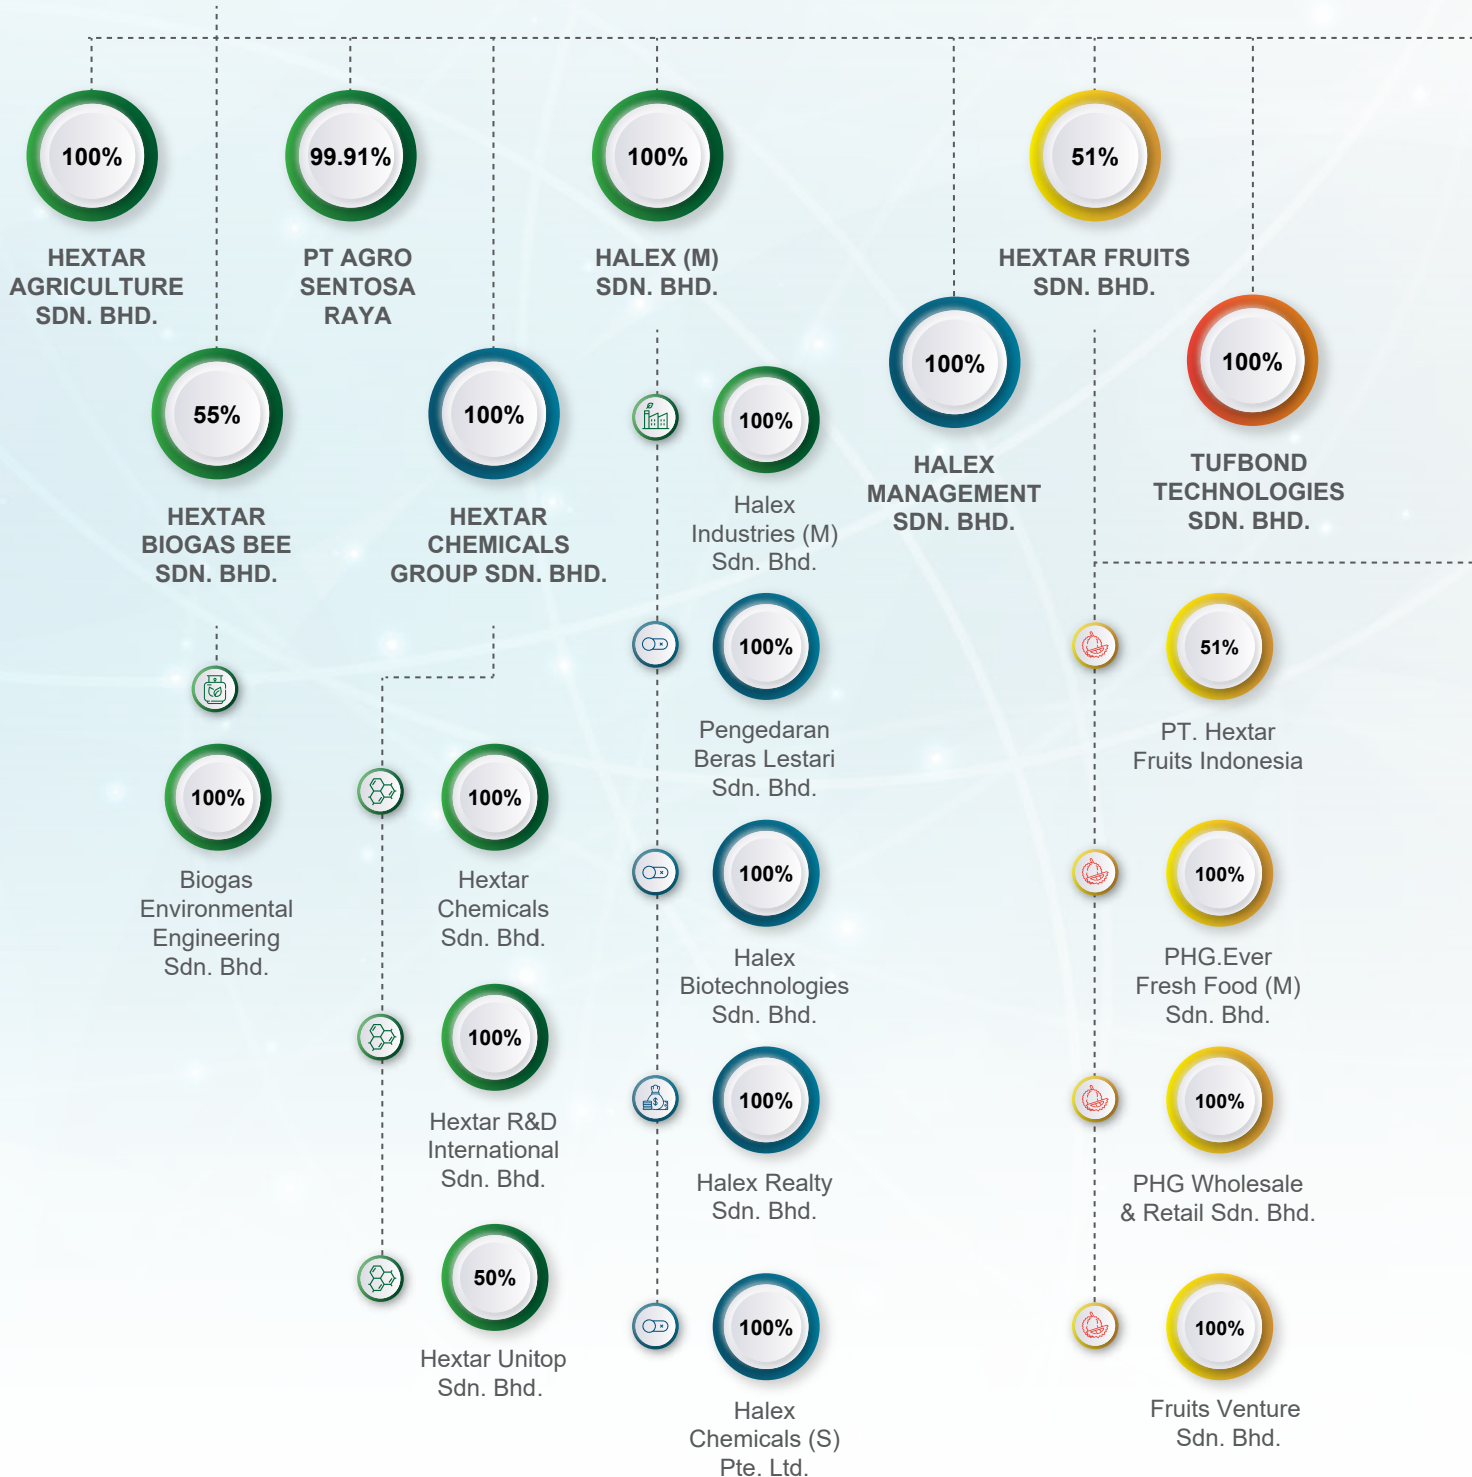 100%
HEXTAR
AGRICULTURE
SDN. BHD.
99.91%
PT AGRO
SENTOSA
RAYA
100%
HALEX (M)
SDN. BHD.
51%
HEXTAR FRUITS
SDN. BHD.
55%
HEXTAR
BIOGAS BEE
SDN. BHD.
100%
HEXTAR
CHEMICALS
GROUP SDN. BHD.
100%
HALEX
MANAGEMENT
SDN. BHD.
100%
TUFBOND
TECHNOLOGIES
SDN. BHD.
100%
Biogas
Environmental
Engineering
Sdn. Bhd.
100%
Hextar
Chemicals
Sdn. Bhd.
100%
Hextar R&D
International
Sdn. Bhd.
50%
Hextar Unitop
Sdn. Bhd.
100%
Halex
Industries (M)
Sdn. Bhd.
100%
Pengedaran
Beras Lestari
Sdn. Bhd.
100%
Halex
Biotechnologies
Sdn. Bhd.
100%
Halex Realty
Sdn. Bhd.
100%
Halex
Chemicals (S)
Pte. Ltd.
51%
PT. Hextar
Fruits Indonesia
100%
PHG.Ever
Fresh Food (M)
Sdn. Bhd.
100%
PHG Wholesale
& Retail Sdn. Bhd.
100%
Fruits Venture
Sdn. Bhd.